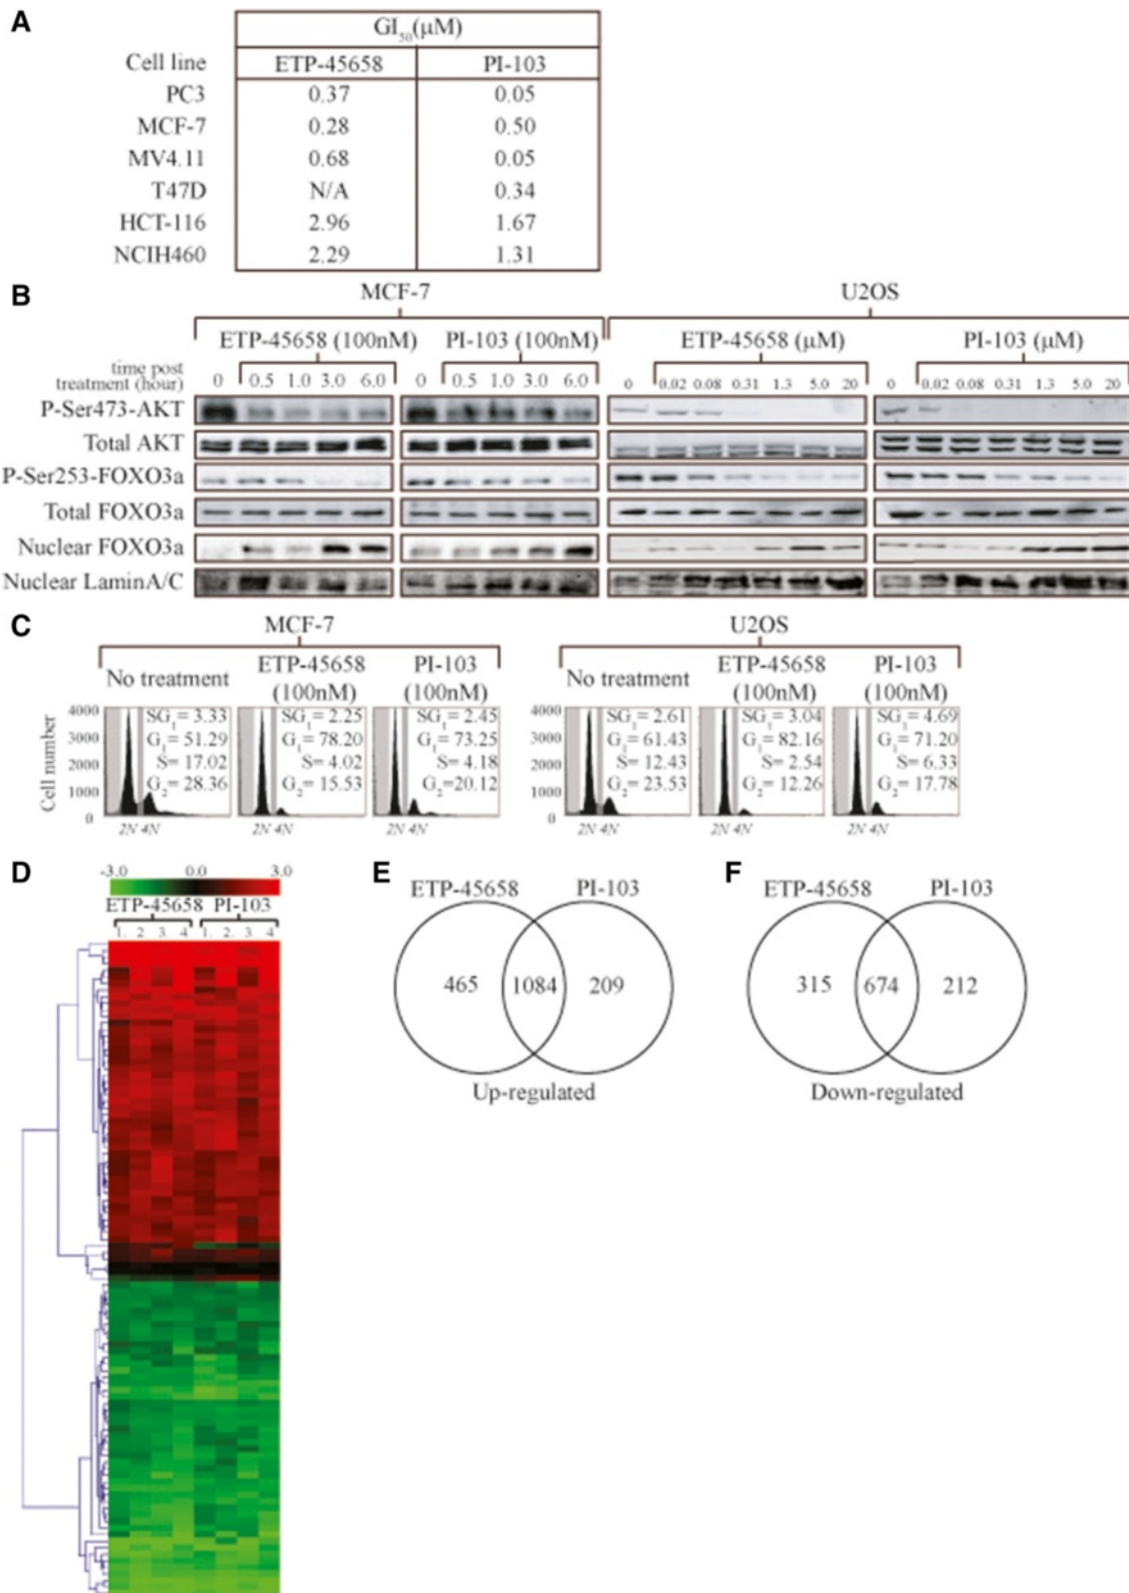 A
GI50(μM)
Cell line ETP-45658 PI-103
PC3 0.37 0.05
MCF-7 0.28 0.50
MV4.11 0.68 0.05
T47D N/A 0.34
HCT-116 2.96 1.67
NCIH460 2.29 1.31
B
MCF-7 U2OS
ETP-45658 (100nM) PI-103 (100nM) ETP-45658 (μM) PI-103 (μM)
time post
treatment (hour) 0 0.5 1.0 3.0 6.0 0 0.5 1.0 3.0 6.0 0 0.02 0.08 0.31 1.3 5.0 20 0 0.02 0.08 0.31 1.3 5.0 20
P-Ser473-AKT
Total AKT
P-Ser253-FOXO3a
Total FOXO3a
Nuclear FOXO3a
Nuclear LaminA/C
C
MCF-7 U2OS
No treatment ETP-45658 (100nM) PI-103 (100nM) No treatment ETP-45658 (100nM) PI-103 (100nM)
Cell number
4000 SG1= 3.33 SG1= 2.25 SG1= 2.45 4000 SG1= 2.61 SG1= 3.04 SG1= 4.69
3000 G1= 51.29 G1= 78.20 G1= 73.25 3000 G1= 61.43 G1= 82.16 G1= 71.20
2000 S= 17.02 S= 4.02 S= 4.18 2000 S= 12.43 S= 2.54 S= 6.33
1000 G2= 28.36 G2= 15.53 G2=20.12 1000 G2= 23.53 G2= 12.26 G2= 17.78
0 0
2N 4N 2N 4N 2N 4N 2N 4N 2N 4N 2N 4N
D
-3.0 0.0 3.0
ETP-45658 PI-103
1. 2 3. 4 1. 2. 3. 4
E
ETP-45658 PI-103
465 1084 209
Up-regulated
F
ETP-45658 PI-103
315 674 212
Down-regulated